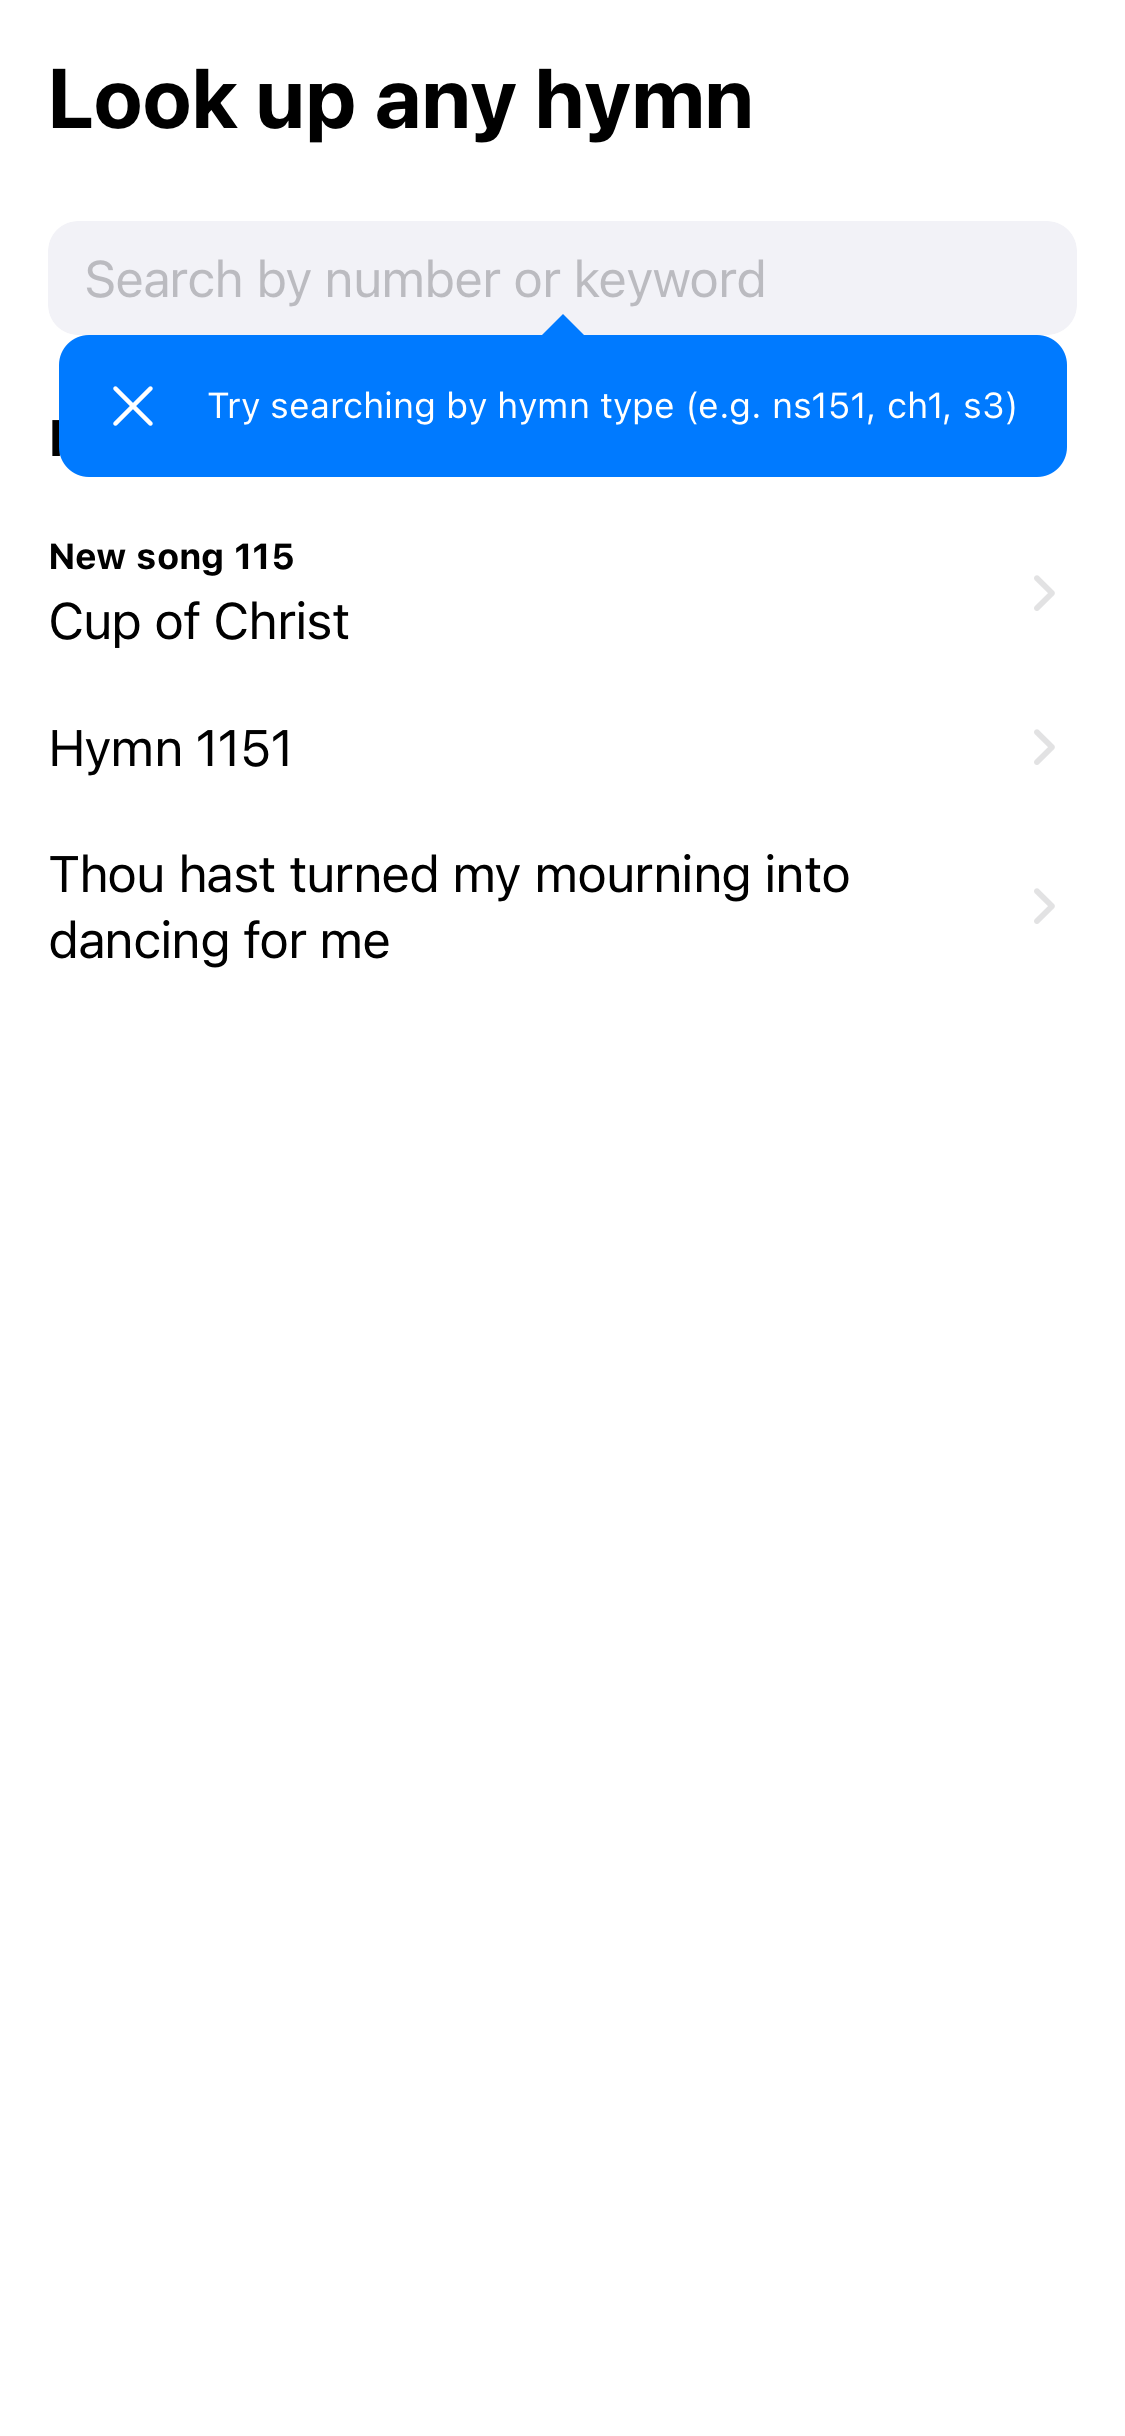 Look up any hymn
Search by number or keyword
Try searching by hymn type (e.g. ns151, ch1, s3)
New song 115
Cup of Christ
Hymn 1151
Thou hast turned my mourning into
dancing for me